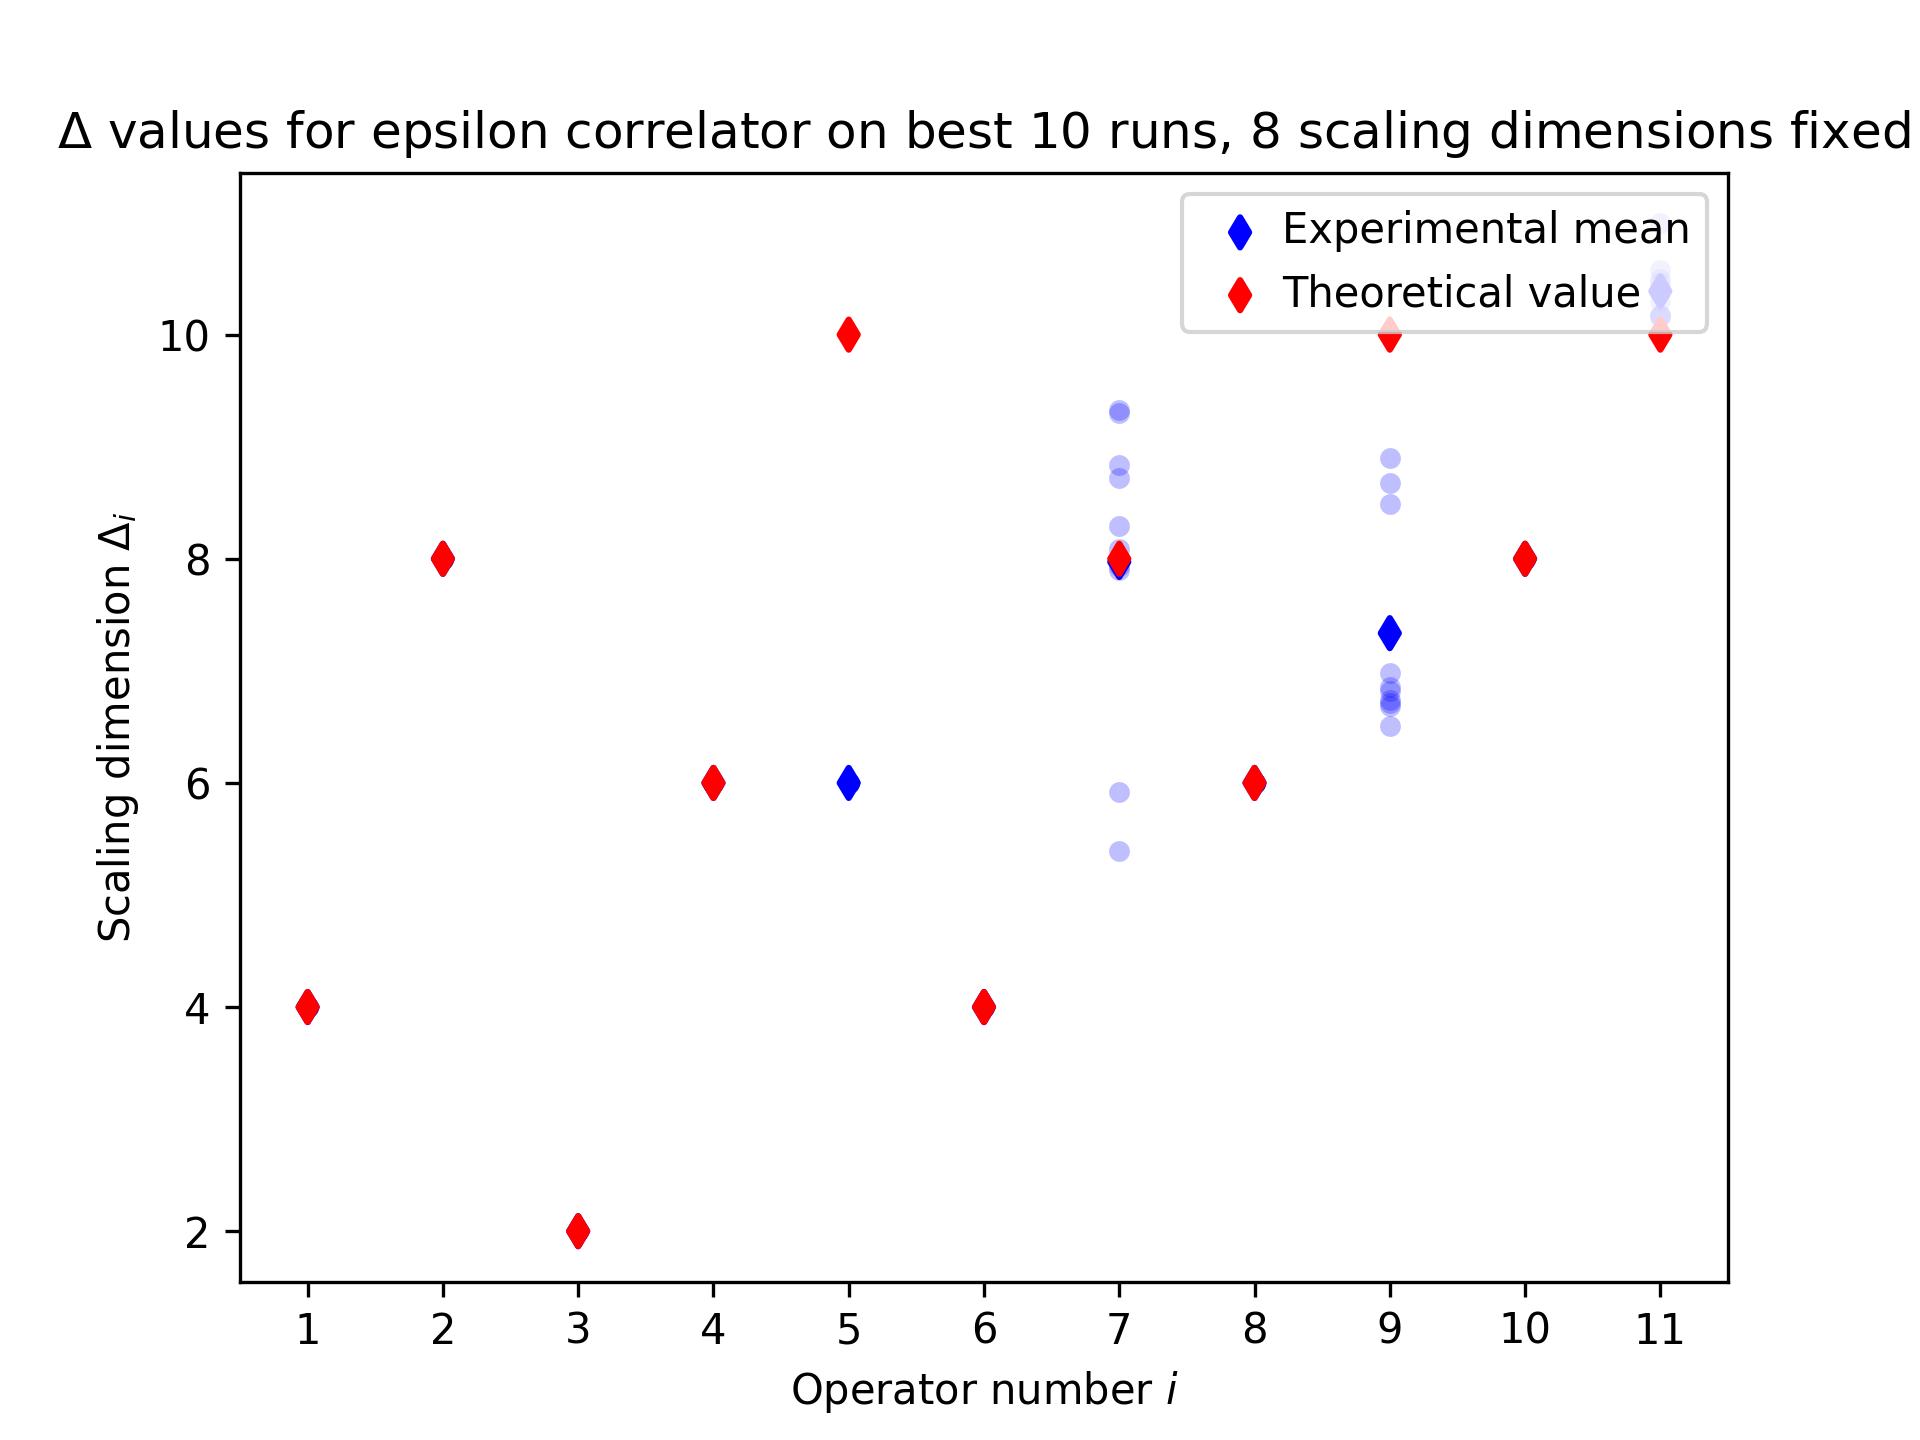 Δ values for epsilon correlator on best 10 runs, 8 scaling dimensions fixed
Experimental mean
Theoretical value
10
8
6
4
2
Scaling dimension Δᵢ
1 2 3 4 5 6 7 8 9 10 11
Operator number i